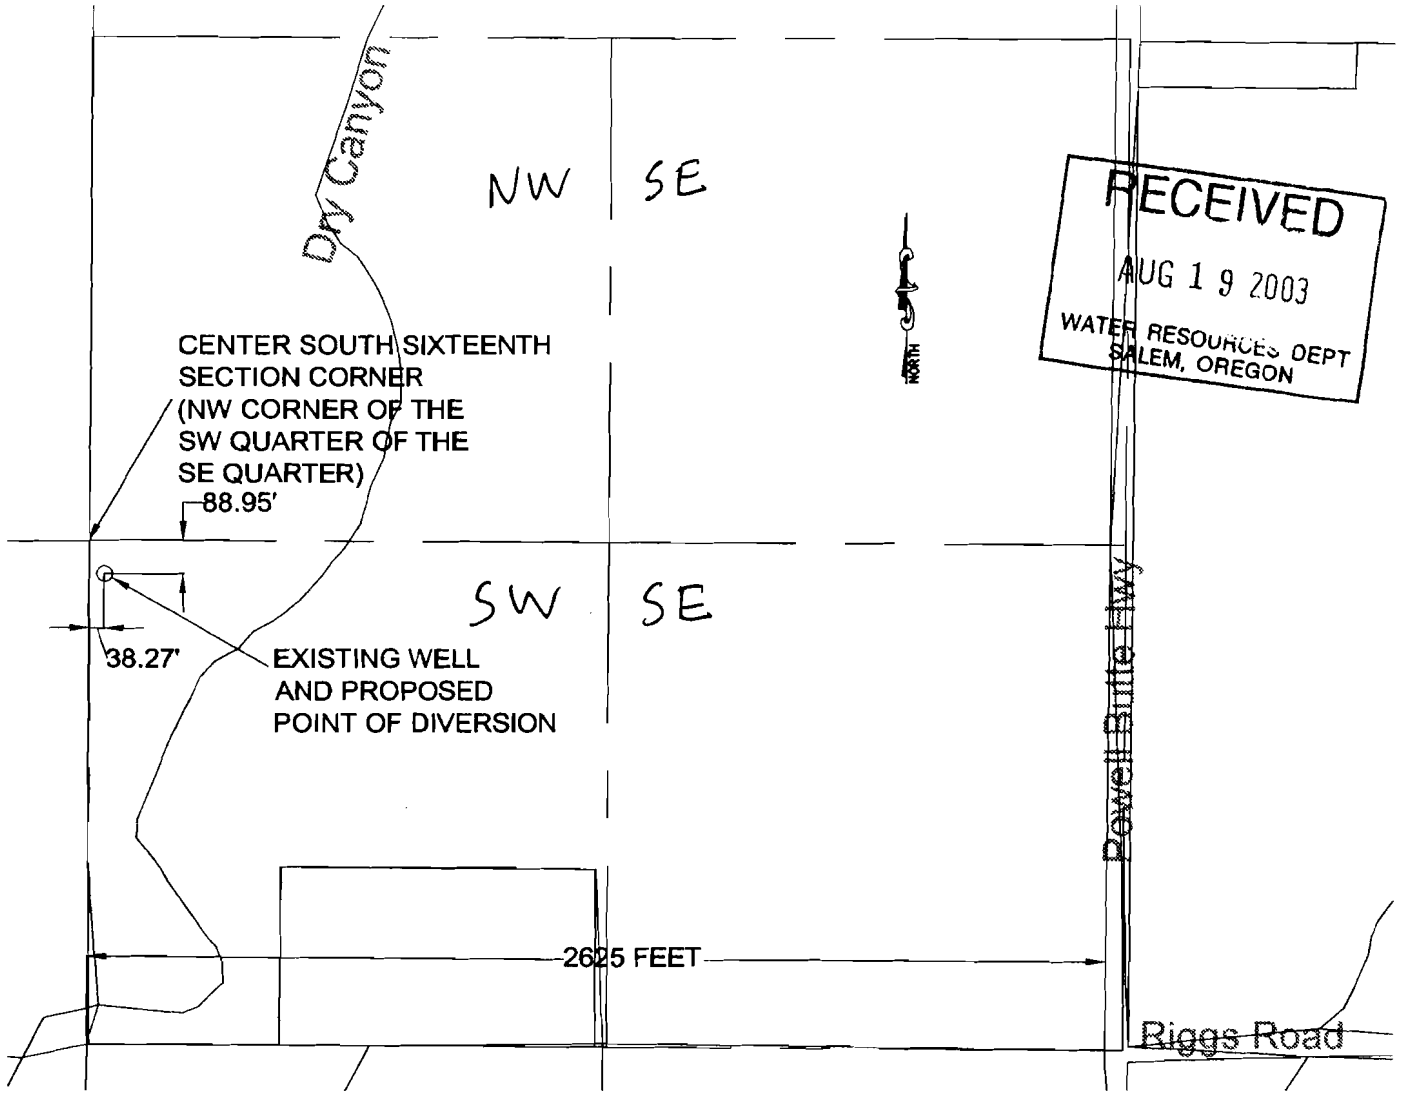 Dry Canyon
NW SE
RECEIVED
AUG 19 2003
WATER RESOURCES DEPT
SALEM, OREGON
NORTH
CENTER SOUTH SIXTEENTH
SECTION CORNER
(NW CORNER OF THE
SW QUARTER OF THE
SE QUARTER)
88.95'
SW SE
38.27'
EXISTING WELL
AND PROPOSED
POINT OF DIVERSION
Powell Butte Hwy
2625 FEET
Riggs Road